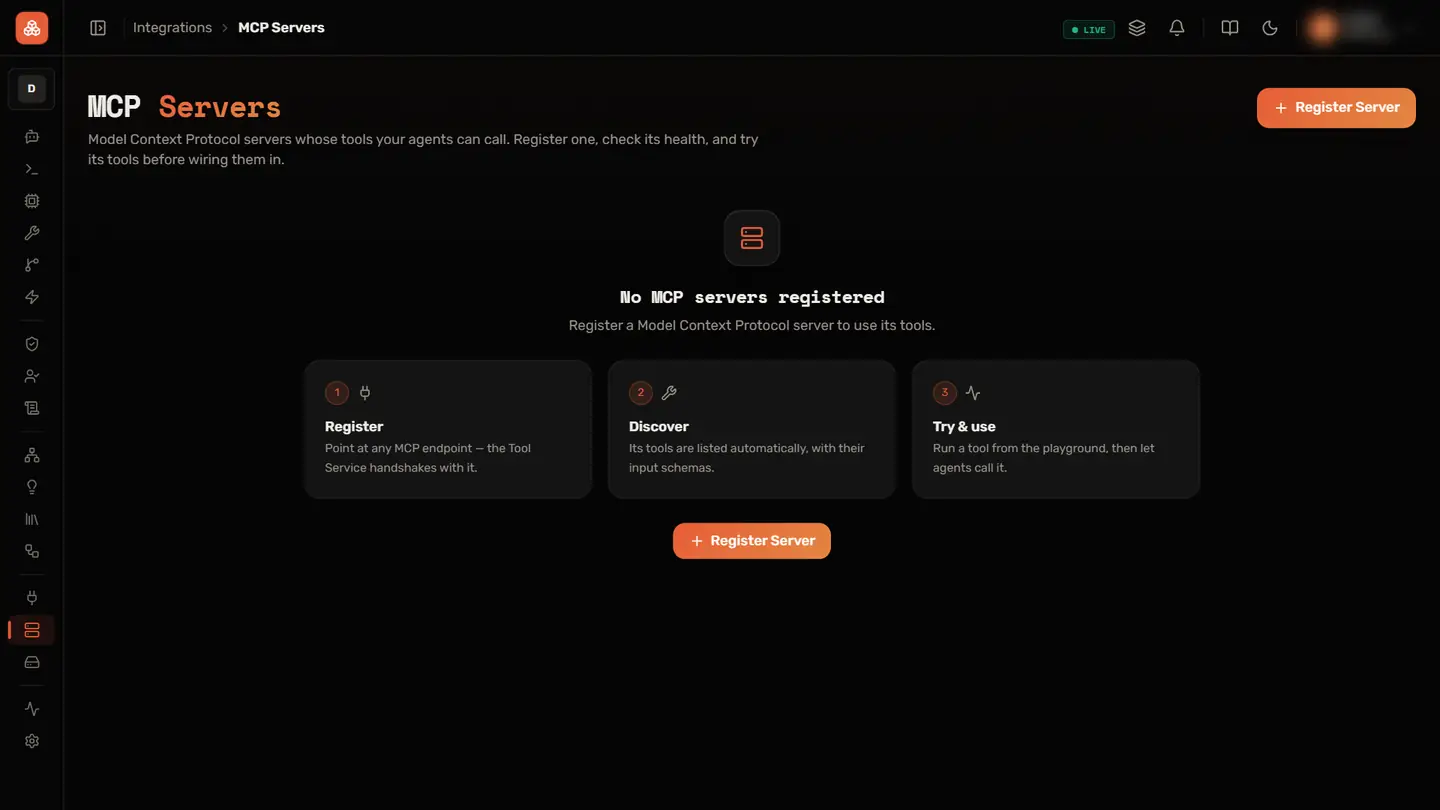 Integrations > MCP Servers
LIVE
D
MCP Servers
+ Register Server
Model Context Protocol servers whose tools your agents can call. Register one, check its health, and try
its tools before wiring them in.
No MCP servers registered
Register a Model Context Protocol server to use its tools.
1
Register
Point at any MCP endpoint — the Tool
Service handshakes with it.
2
Discover
Its tools are listed automatically, with their
input schemas.
3
Try & use
Run a tool from the playground, then let
agents call it.
+ Register Server